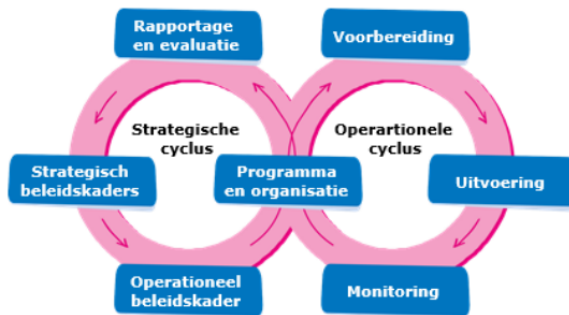 Rapportage
en evaluatie
Voorbereiding
Strategische
cyclus
Operartionele
cyclus
Strategisch
beleidskaders
Programma
en organisatie
Uitvoering
Operationeel
beleidskader
Monitoring